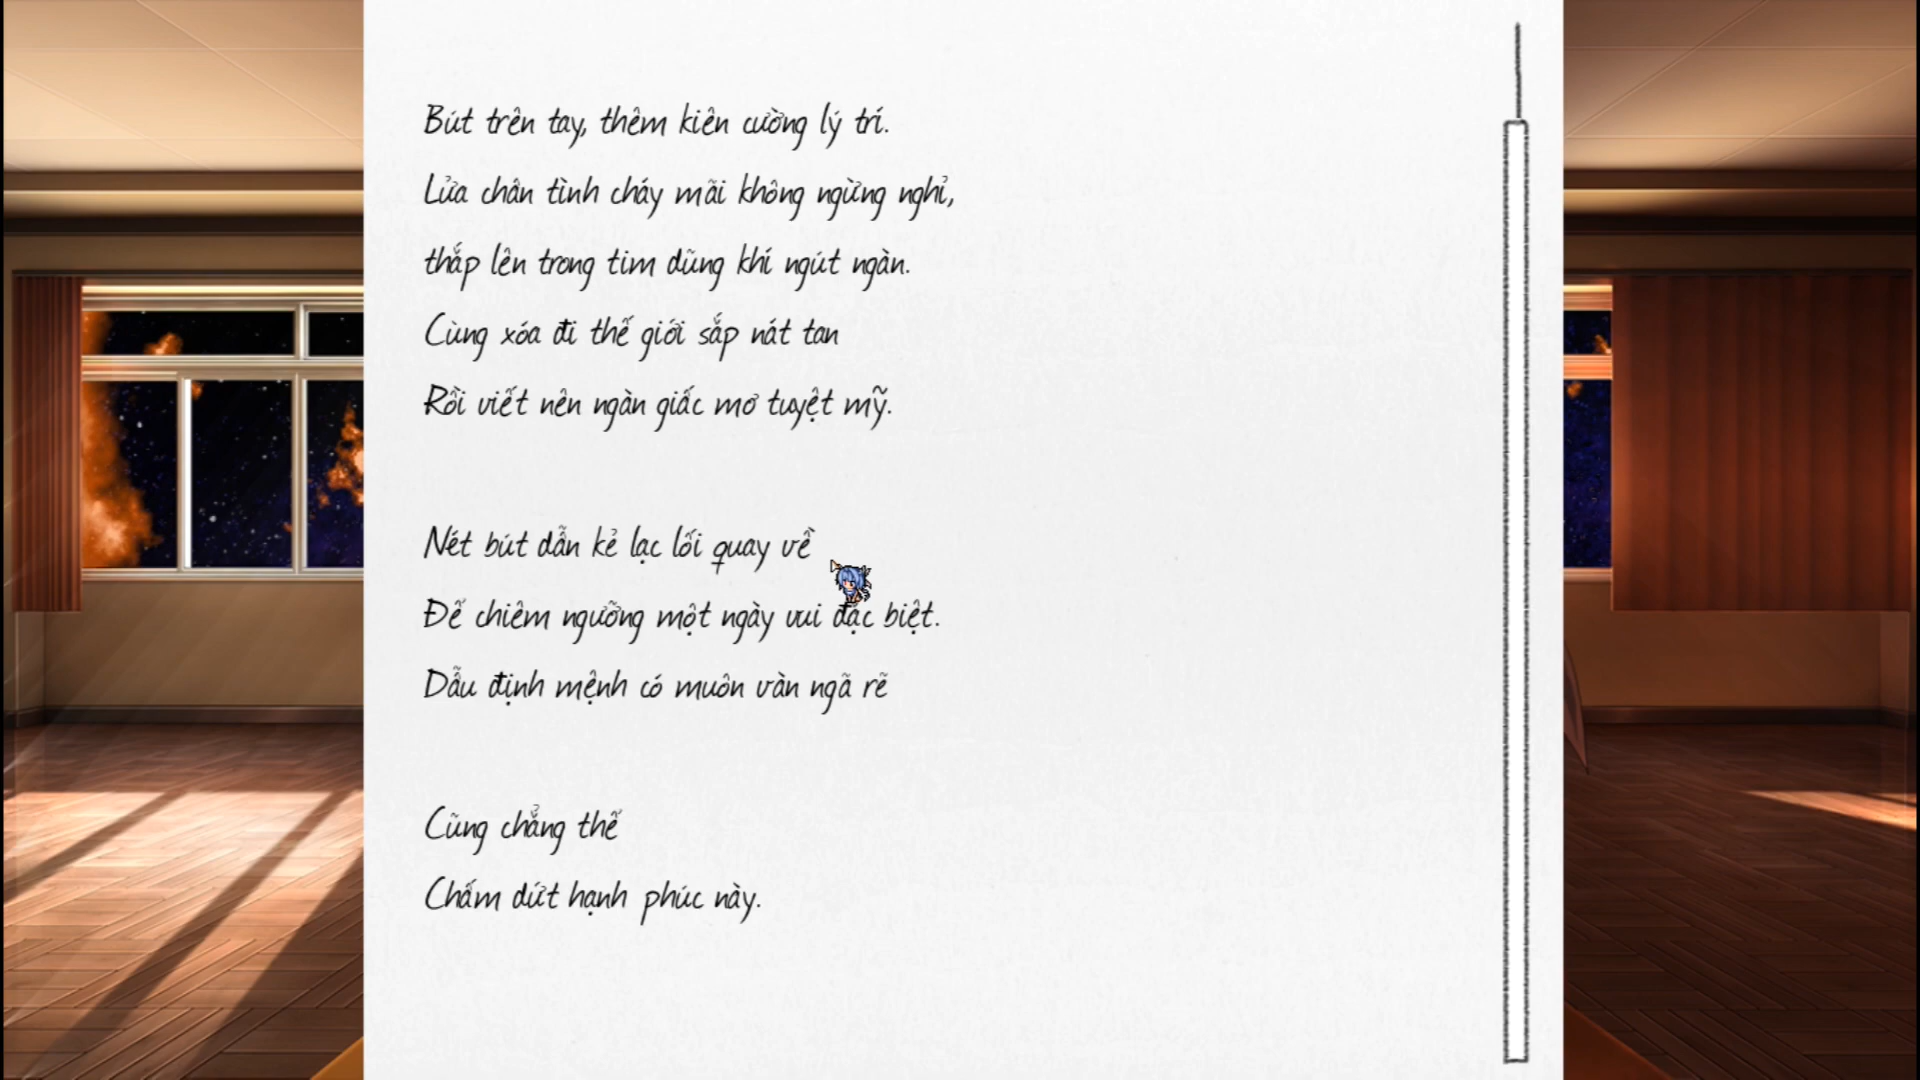 Bút trên tay, thêm kiên cường lý trí.
Lửa chân tình cháy mãi không ngừng nghỉ,
thắp lên trong tim dũng khí ngút ngàn.
Cùng xóa đi thế giới sắp nát tan
Rồi viết nên ngàn giấc mơ tuyệt mỹ.
Nét bút dẫn kẻ lạc lối quay về
Để chiêm ngưỡng một ngày vui đặc biệt.
Dẫu định mệnh có muôn vàn ngã rẽ
Cũng chẳng thể
Chấm dứt hạnh phúc này.